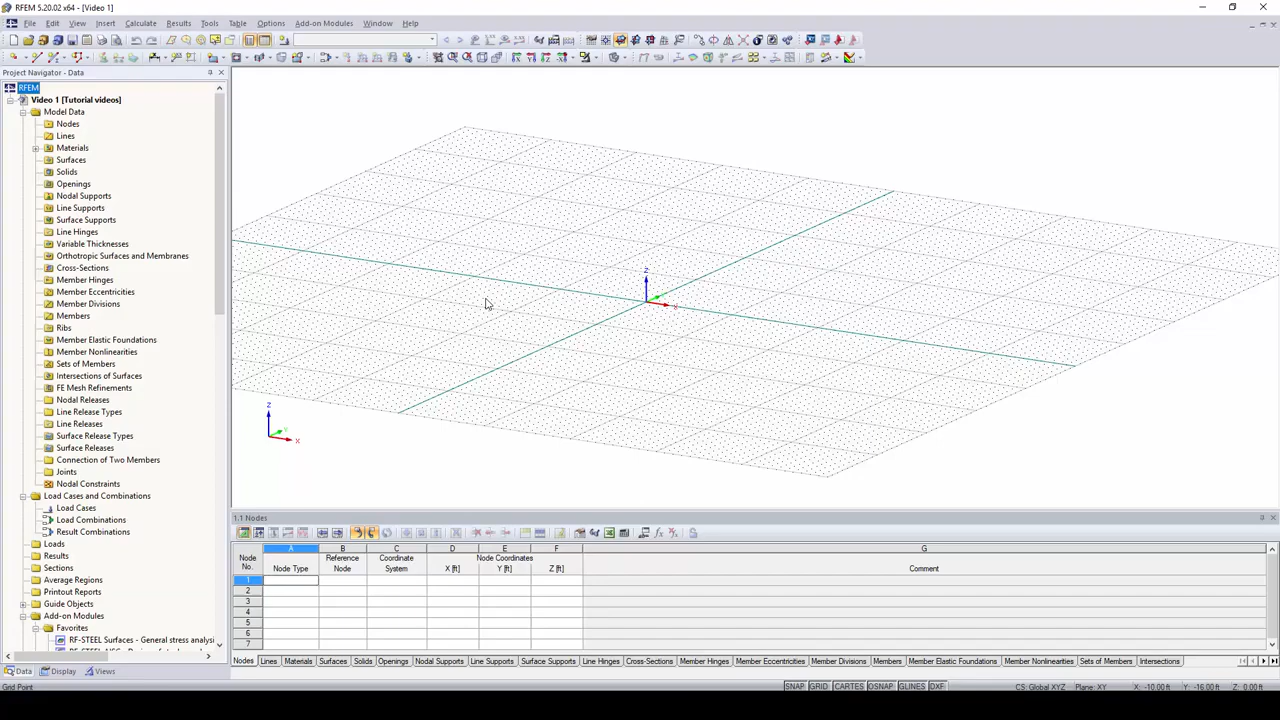 RFEM 5.20.02 x64 - [Video 1]
File Edit View Insert Calculate Results Tools Table Options Add-on Modules Window Help
Project Navigator - Data
RFEM
Video 1 [Tutorial videos]
Model Data
Nodes
Lines
Materials
Surfaces
Solids
Openings
Nodal Supports
Line Supports
Surface Supports
Line Hinges
Variable Thicknesses
Orthotropic Surfaces and Membranes
Cross-Sections
Member Hinges
Member Eccentricities
Member Divisions
Members
Ribs
Member Elastic Foundations
Member Nonlinearities
Sets of Members
Intersections of Surfaces
FE Mesh Refinements
Nodal Releases
Line Release Types
Line Releases
Surface Release Types
Surface Releases
Connection of Two Members
Joints
Nodal Constraints
Load Cases and Combinations
Load Cases
Load Combinations
Result Combinations
Loads
Results
Sections
Average Regions
Printout Reports
Guide Objects
Add-on Modules
Favorites
RF-STEEL Surfaces - General stress analysi
Data Display Views
Z
X
Z
Y
X
1.1 Nodes
A B C D E F G
Node Reference Coordinate Node Coordinates
No. Node Type Node System X [ft] Y [ft] Z [ft] Comment
1
2
3
4
5
6
7
Nodes Lines Materials Surfaces Solids Openings Nodal Supports Line Supports Surface Supports Line Hinges Cross-Sections Member Hinges Member Eccentricities Member Divisions Members Member Elastic Foundations Member Nonlinearities Sets of Members Intersections
Grid Point SNAP GRID CARTES OSNAP GLINES DXF CS: Global XYZ Plane: XY X: -10.00 ft Y: -16.00 ft Z: 0.00 ft